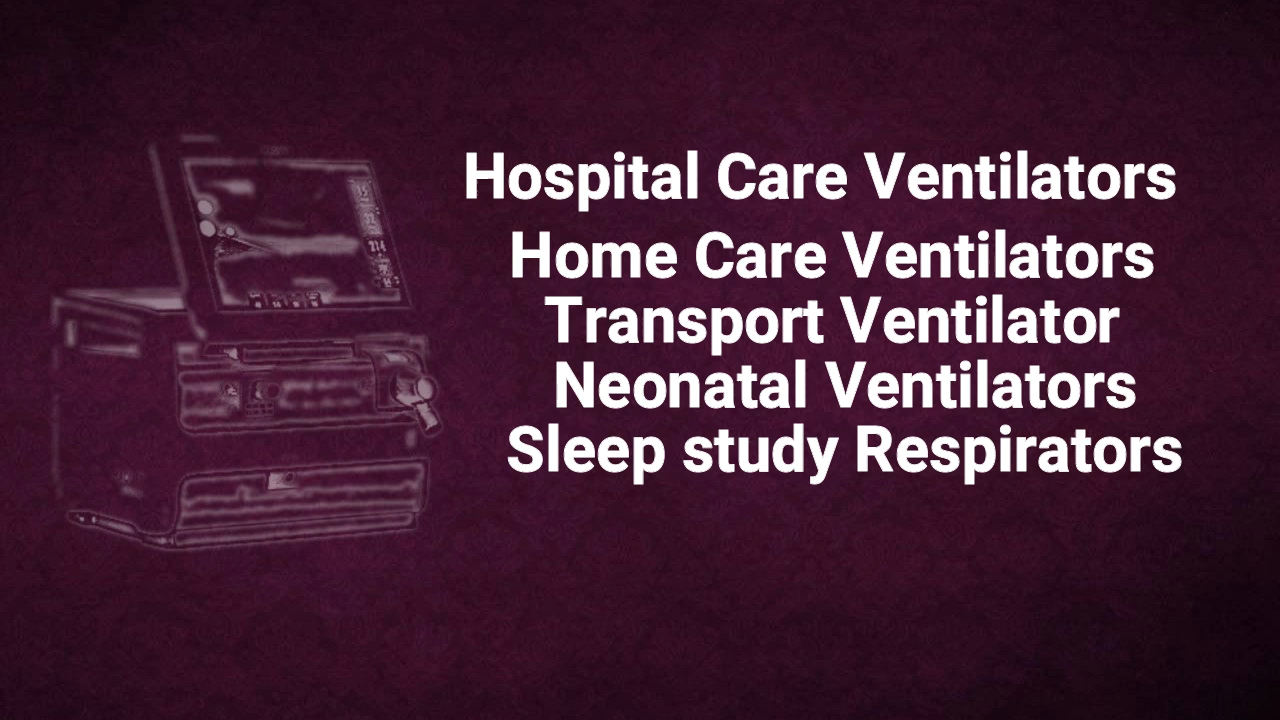 Hospital Care Ventilators
Home Care Ventilators
Transport Ventilator
Neonatal Ventilators
Sleep study Respirators